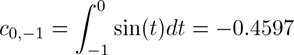 c_{0,-1} = \int_{-1}^{0} \sin(t)dt = -0.4597